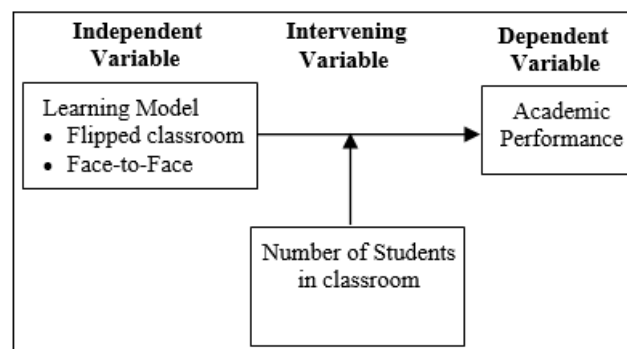 Independent
Variable
Intervening
Variable
Dependent
Variable
Learning Model
• Flipped classroom
• Face-to-Face
Academic
Performance
Number of Students
in classroom